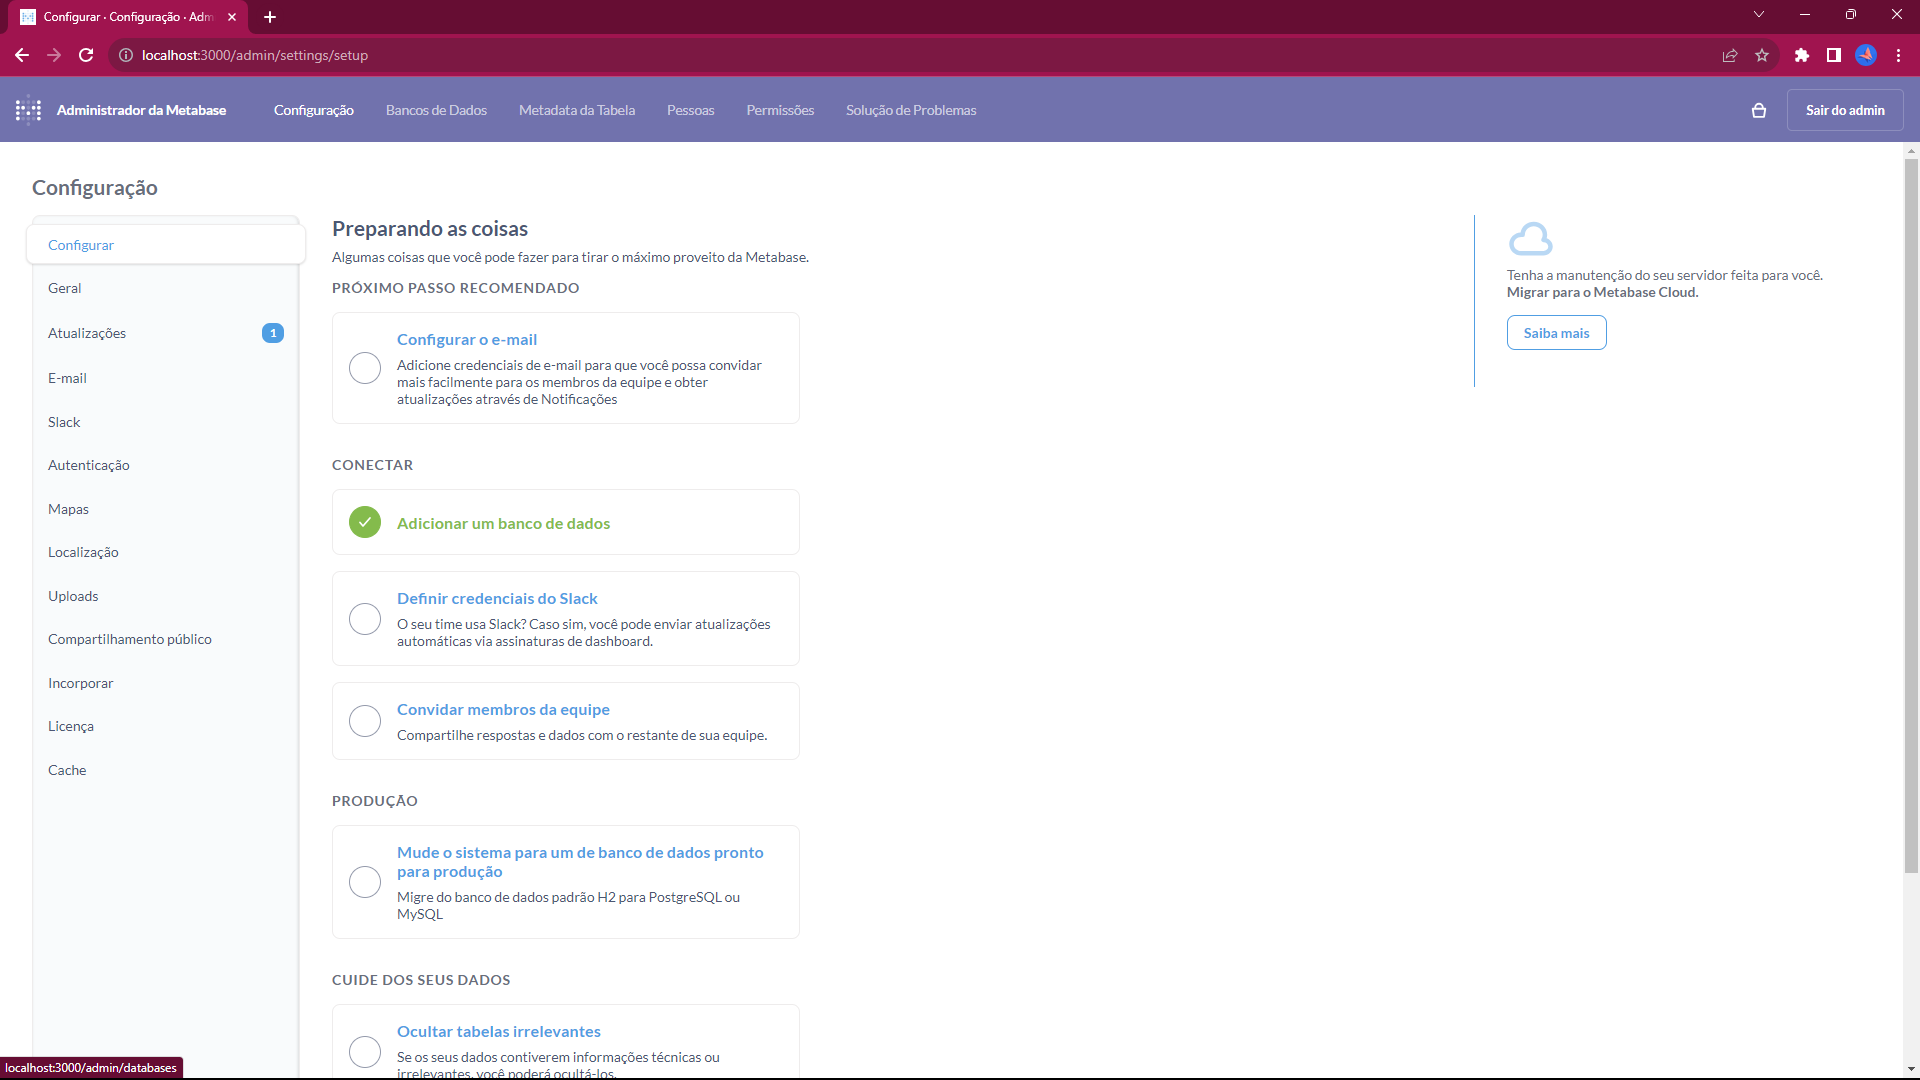 Configurar · Configuração · Adm
localhost:3000/admin/settings/setup
Administrador da Metabase
Configuração
Bancos de Dados
Metadata da Tabela
Pessoas
Permissões
Solução de Problemas
Sair do admin
Configuração
Configurar
Geral
Atualizações
1
E-mail
Slack
Autenticação
Mapas
Localização
Uploads
Compartilhamento público
Incorporar
Licença
Cache
Preparando as coisas
Algumas coisas que você pode fazer para tirar o máximo proveito da Metabase.
PRÓXIMO PASSO RECOMENDADO
Configurar o e-mail
Adicione credenciais de e-mail para que você possa convidar
mais facilmente para os membros da equipe e obter
atualizações através de Notificações
CONECTAR
Adicionar um banco de dados
Definir credenciais do Slack
O seu time usa Slack? Caso sim, você pode enviar atualizações
automáticas via assinaturas de dashboard.
Convidar membros da equipe
Compartilhe respostas e dados com o restante de sua equipe.
PRODUÇÃO
Mude o sistema para um de banco de dados pronto
para produção
Migre do banco de dados padrão H2 para PostgreSQL ou
MySQL
CUIDE DOS SEUS DADOS
Ocultar tabelas irrelevantes
Se os seus dados contiverem informações técnicas ou
irrelevantes, você poderá ocultá-los.
Tenha a manutenção do seu servidor feita para você.
Migrar para o Metabase Cloud.
Saiba mais
localhost:3000/admin/databases